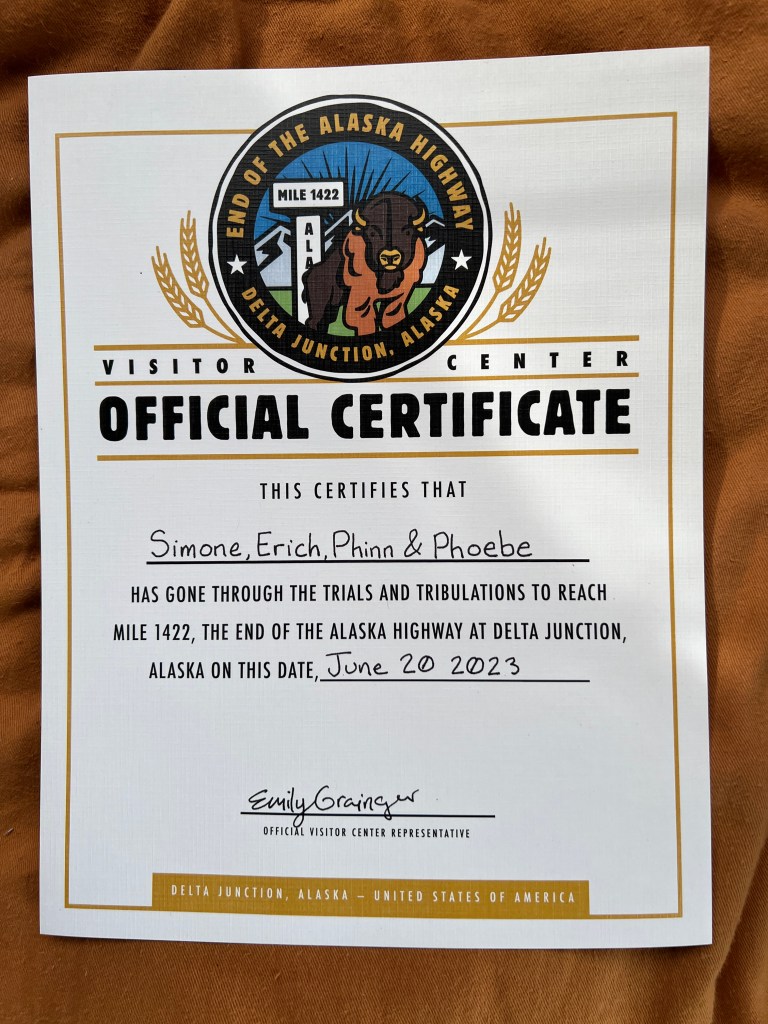 END OF THE ALASKA HIGHWAY
MILE 1422
ALA
DELTA JUNCTION, ALASKA
VISITOR CENTER
OFFICIAL CERTIFICATE
THIS CERTIFIES THAT
Simone, Erich, Phinn & Phoebe
HAS GONE THROUGH THE TRIALS AND TRIBULATIONS TO REACH
MILE 1422, THE END OF THE ALASKA HIGHWAY AT DELTA JUNCTION,
ALASKA ON THIS DATE, June 20 2023
Emily Grainger
OFFICIAL VISITOR CENTER REPRESENTATIVE
DELTA JUNCTION, ALASKA – UNITED STATES OF AMERICA